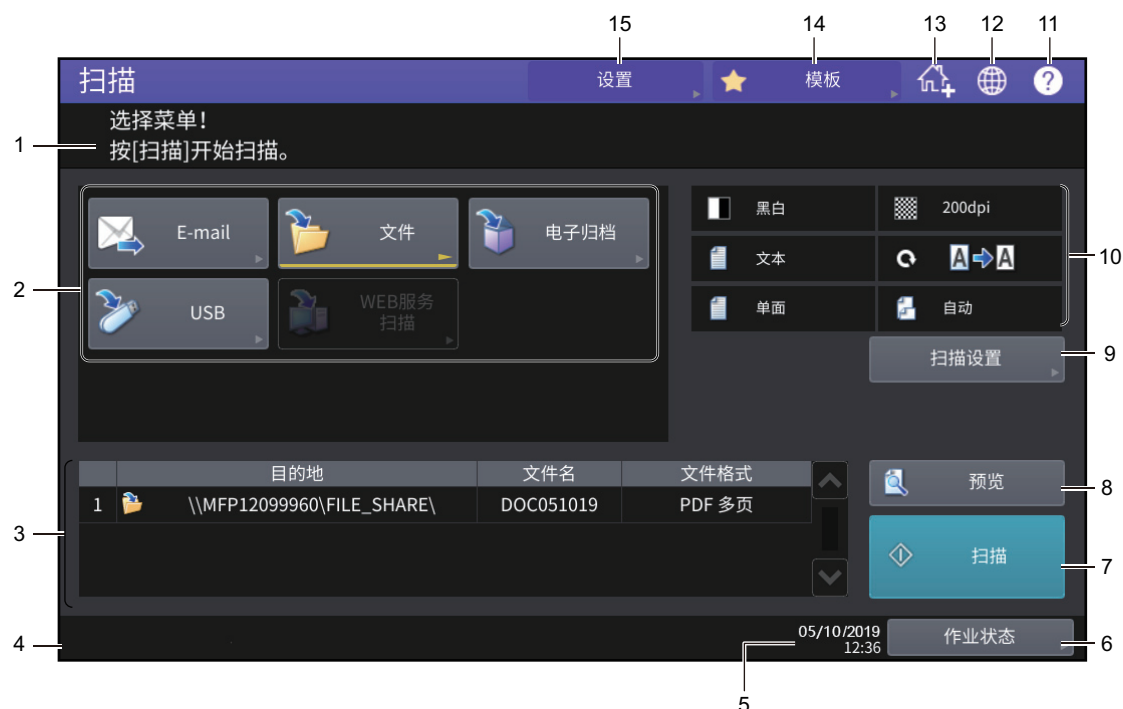 15 14 13 12 11
扫描 设置 模板
1 选择菜单!
按[扫描]开始扫描。
E-mail 文件 电子归档 黑白 200dpi
文本 A A 10
2 USB WEB服务
扫描 单面 自动
扫描设置 9
目的地 文件名 文件格式 预览 8
1 \\MFP12099960\FILE_SHARE\ DOC051019 PDF 多页
3 扫描 7
4 05/10/2019
12:36 作业状态 6
5